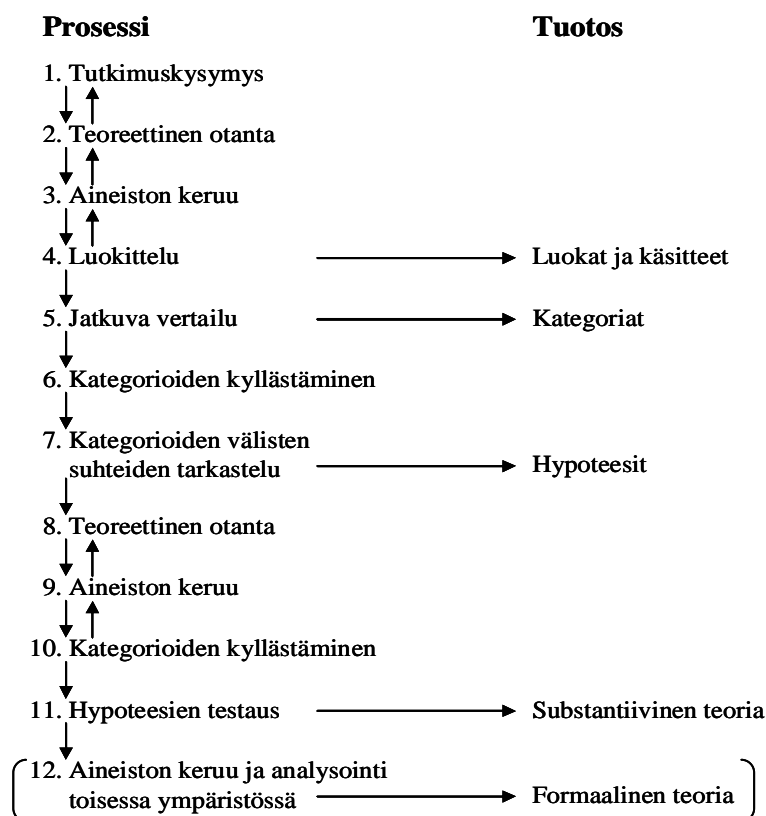 Prosessi Tuotos
1. Tutkimuskysymys
2. Teoreettinen otanta
3. Aineiston keruu
4. Luokittelu Luokat ja käsitteet
5. Jatkuva vertailu Kategoriat
6. Kategorioiden kyllästäminen
7. Kategorioiden välisten
suhteiden tarkastelu Hypoteesit
8. Teoreettinen otanta
9. Aineiston keruu
10. Kategorioiden kyllästäminen
11. Hypoteesien testaus Substantiivinen teoria
12. Aineiston keruu ja analysointi
toisessa ympäristössä Formaalinen teoria